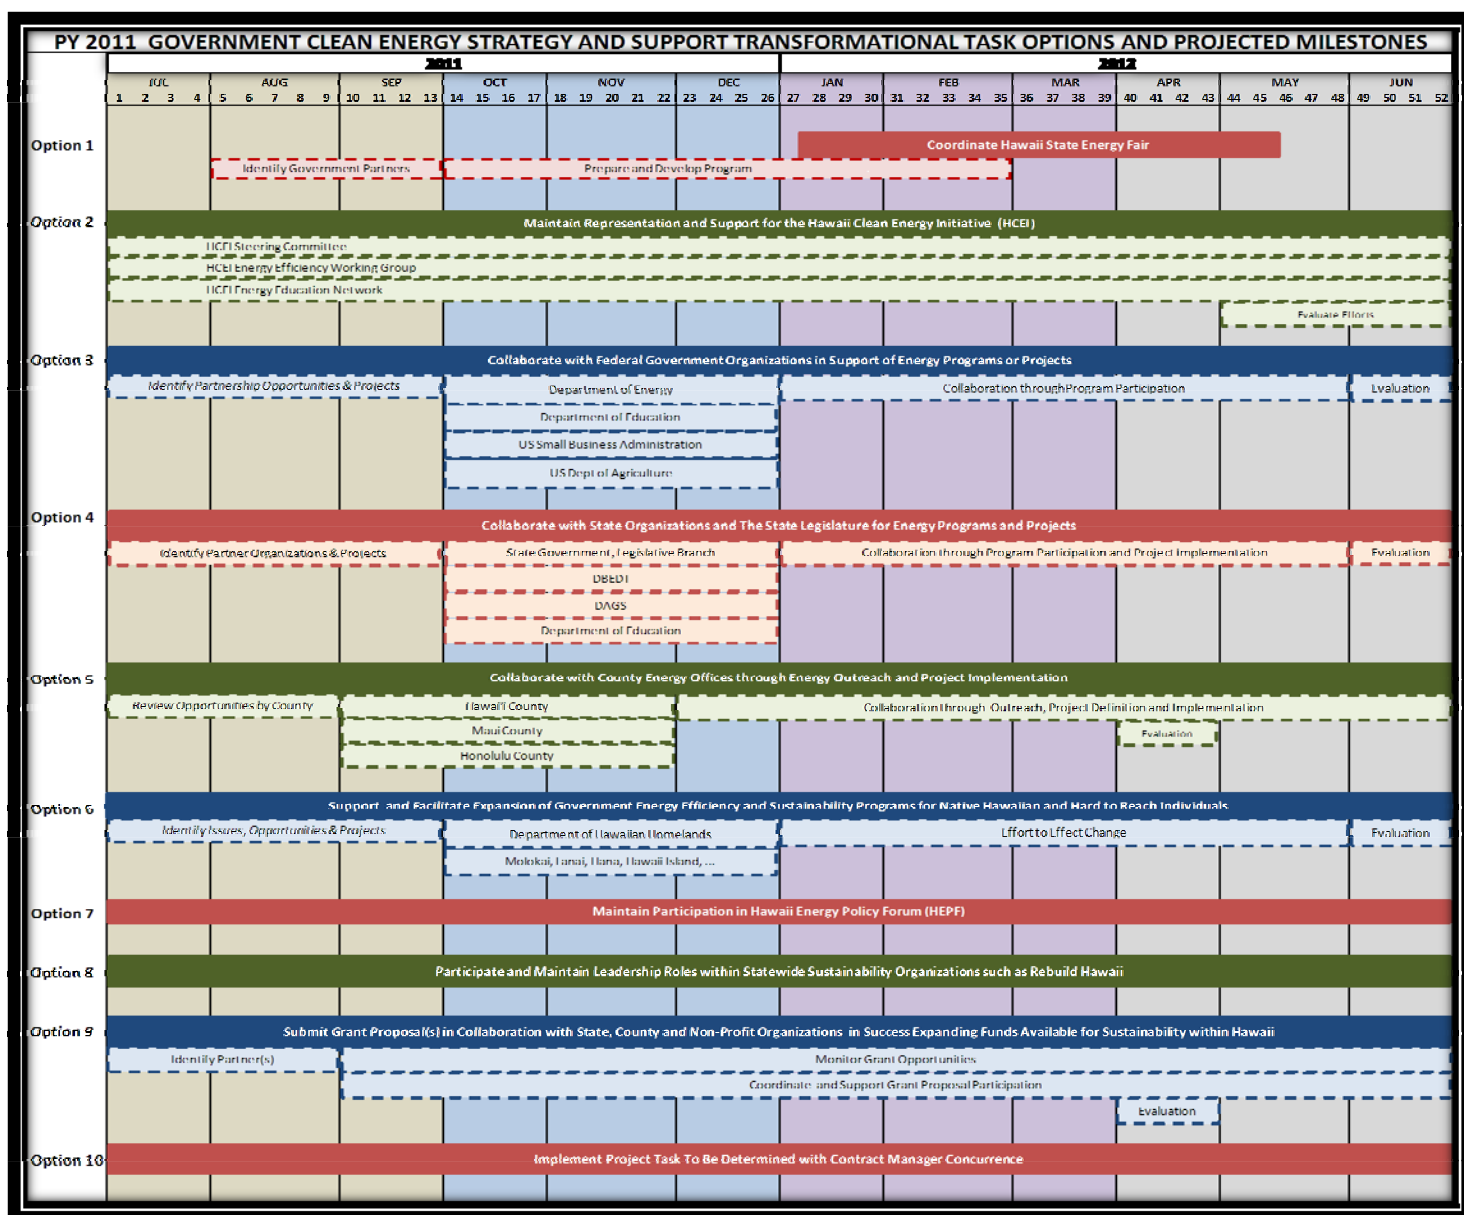 PY 2011 GOVERNMENT CLEAN ENERGY STRATEGY AND SUPPORT TRANSFORMATIONAL TASK OPTIONS AND PROJECTED MILESTONES
2011 2012
JUL AUG SEP OCT NOV DEC JAN FEB MAR APR MAY JUN
1 2 3 4 5 6 7 8 9 10 11 12 13 14 15 16 17 18 19 20 21 22 23 24 25 26 27 28 29 30 31 32 33 34 35 36 37 38 39 40 41 42 43 44 45 46 47 48 49 50 51 52
Option 1 Coordinate Hawaii State Energy Fair
Identify Government Partners Prepare and Develop Program
Option 2 Maintain Representation and Support for the Hawaii Clean Energy Initiative (HCEI)
HCEI Steering Committee
HCEI Energy Efficiency Working Group
HCEI Energy Education Network
Evaluate Efforts
Option 3 Collaborate with Federal Government Organizations in Support of Energy Programs or Projects
Identify Partnership Opportunities & Projects Department of Energy Collaboration through Program Participation Evaluation
Department of Education
US Small Business Administration
US Dept of Agriculture
Option 4 Collaborate with State Organizations and The State Legislature for Energy Programs and Projects
Identify Partner Organizations & Projects State Government, Legislative Branch Collaboration through Program Participation and Project Implementation Evaluation
DBEDT
DAGS
Department of Education
Option 5 Collaborate with County Energy Offices through Energy Outreach and Project Implementation
Review Opportunities by County Hawai'i County Collaboration through Outreach, Project Definition and Implementation
Maui County Evaluation
Honolulu County
Option 6 Support and Facilitate Expansion of Government Energy Efficiency and Sustainability Programs for Native Hawaiian and Hard to Reach Individuals
Identify Issues, Opportunities & Projects Department of Hawaiian Homelands Effort to Effect Change Evaluation
Molokai, Lanai, Hana, Hawaii Island, ...
Option 7 Maintain Participation in Hawaii Energy Policy Forum (HEPF)
Option 8 Participate and Maintain Leadership Roles within Statewide Sustainability Organizations such as Rebuild Hawaii
Option 9 Submit Grant Proposal(s) in Collaboration with State, County and Non-Profit Organizations in Success Expanding Funds Available for Sustainability within Hawaii
Identify Partner(s) Monitor Grant Opportunities
Coordinate and Support Grant Proposal Participation
Evaluation
Option 10 Implement Project Task To Be Determined with Contract Manager Concurrence